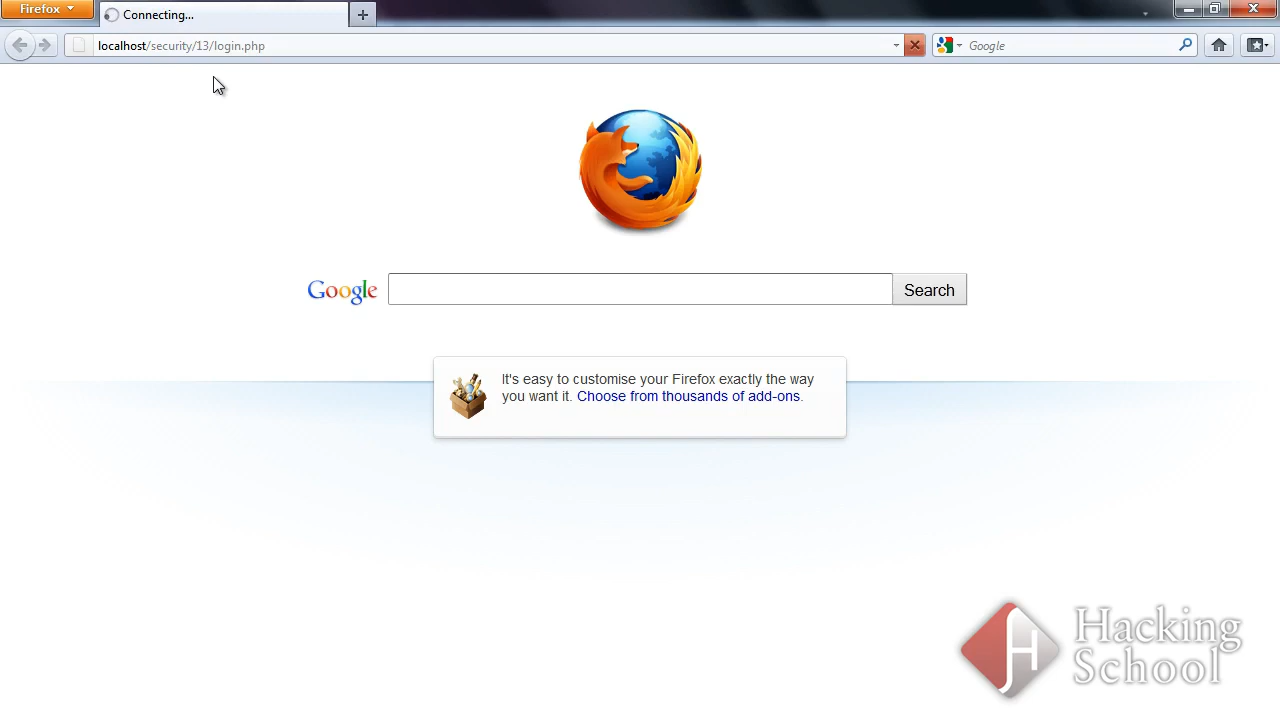 Firefox
Connecting...
localhost/security/13/login.php
Google
Google
Search
It's easy to customise your Firefox exactly the way
you want it. Choose from thousands of add-ons.
Hacking
School